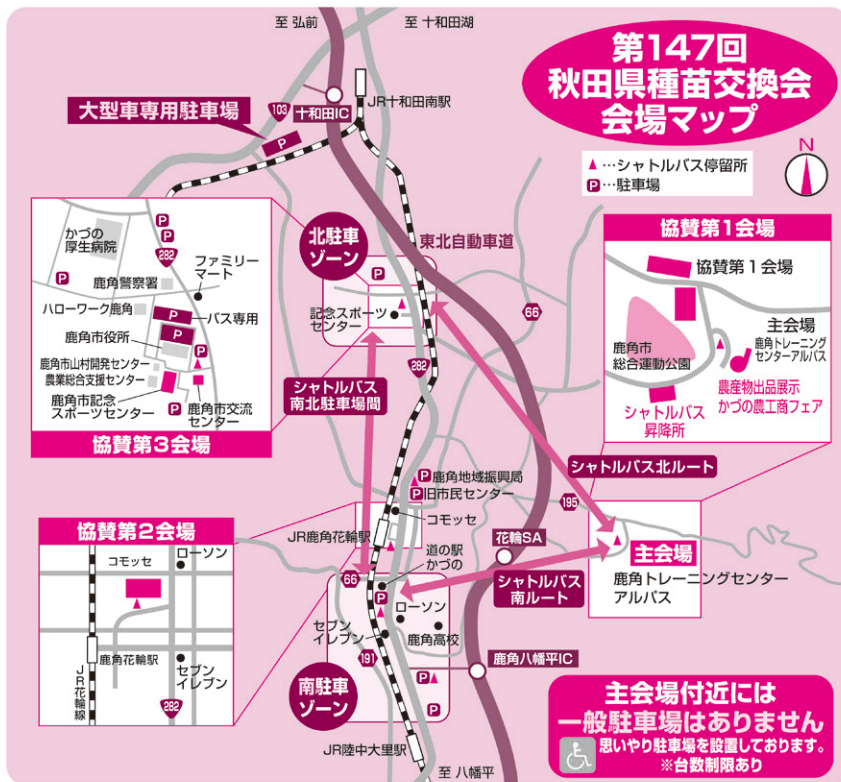 至 弘前
至 十和田湖
第147回
秋田県種苗交換会
会場マップ
大型車専用駐車場
103
P
十和田IC
JR十和田南駅
▲…シャトルバス停留所
P…駐車場
N
かづの
厚生病院
P
P
282
P
ファミリー
マート
鹿角警察署
ハローワーク鹿角
P
バス専用
P
鹿角市役所
P
鹿角市山村開発センター
農業総合支援センター
鹿角市記念
スポーツセンター
P
鹿角市交流
センター
協賛第3会場
北駐車
ゾーン
P
記念スポーツ
センター
東北自動車道
66
282
シャトルバス
南北駐車場間
協賛第1会場
協賛第1会場
主会場
鹿角トレーニング
センターアルパス
鹿角市
総合運動公園
農産物出品展示
かづの農工商フェア
シャトルバス
昇降所
シャトルバス北ルート
P鹿角地域振興局
P旧市民センター
コモッセ
195
JR鹿角花輪駅
花輪SA
主会場
鹿角トレーニングセンター
アルパス
道の駅
かづの
66
P
シャトルバス
南ルート
ローソン
セブン
イレブン
鹿角高校
191
P
鹿角八幡平IC
南駐車
ゾーン
P
JR陸中大里駅
至 八幡平
協賛第2会場
コモッセ
ローソン
鹿角花輪駅
セブン
イレブン
JR花輪線
282
主会場付近には
一般駐車場はありません
思いやり駐車場を設置しております。
※台数制限あり